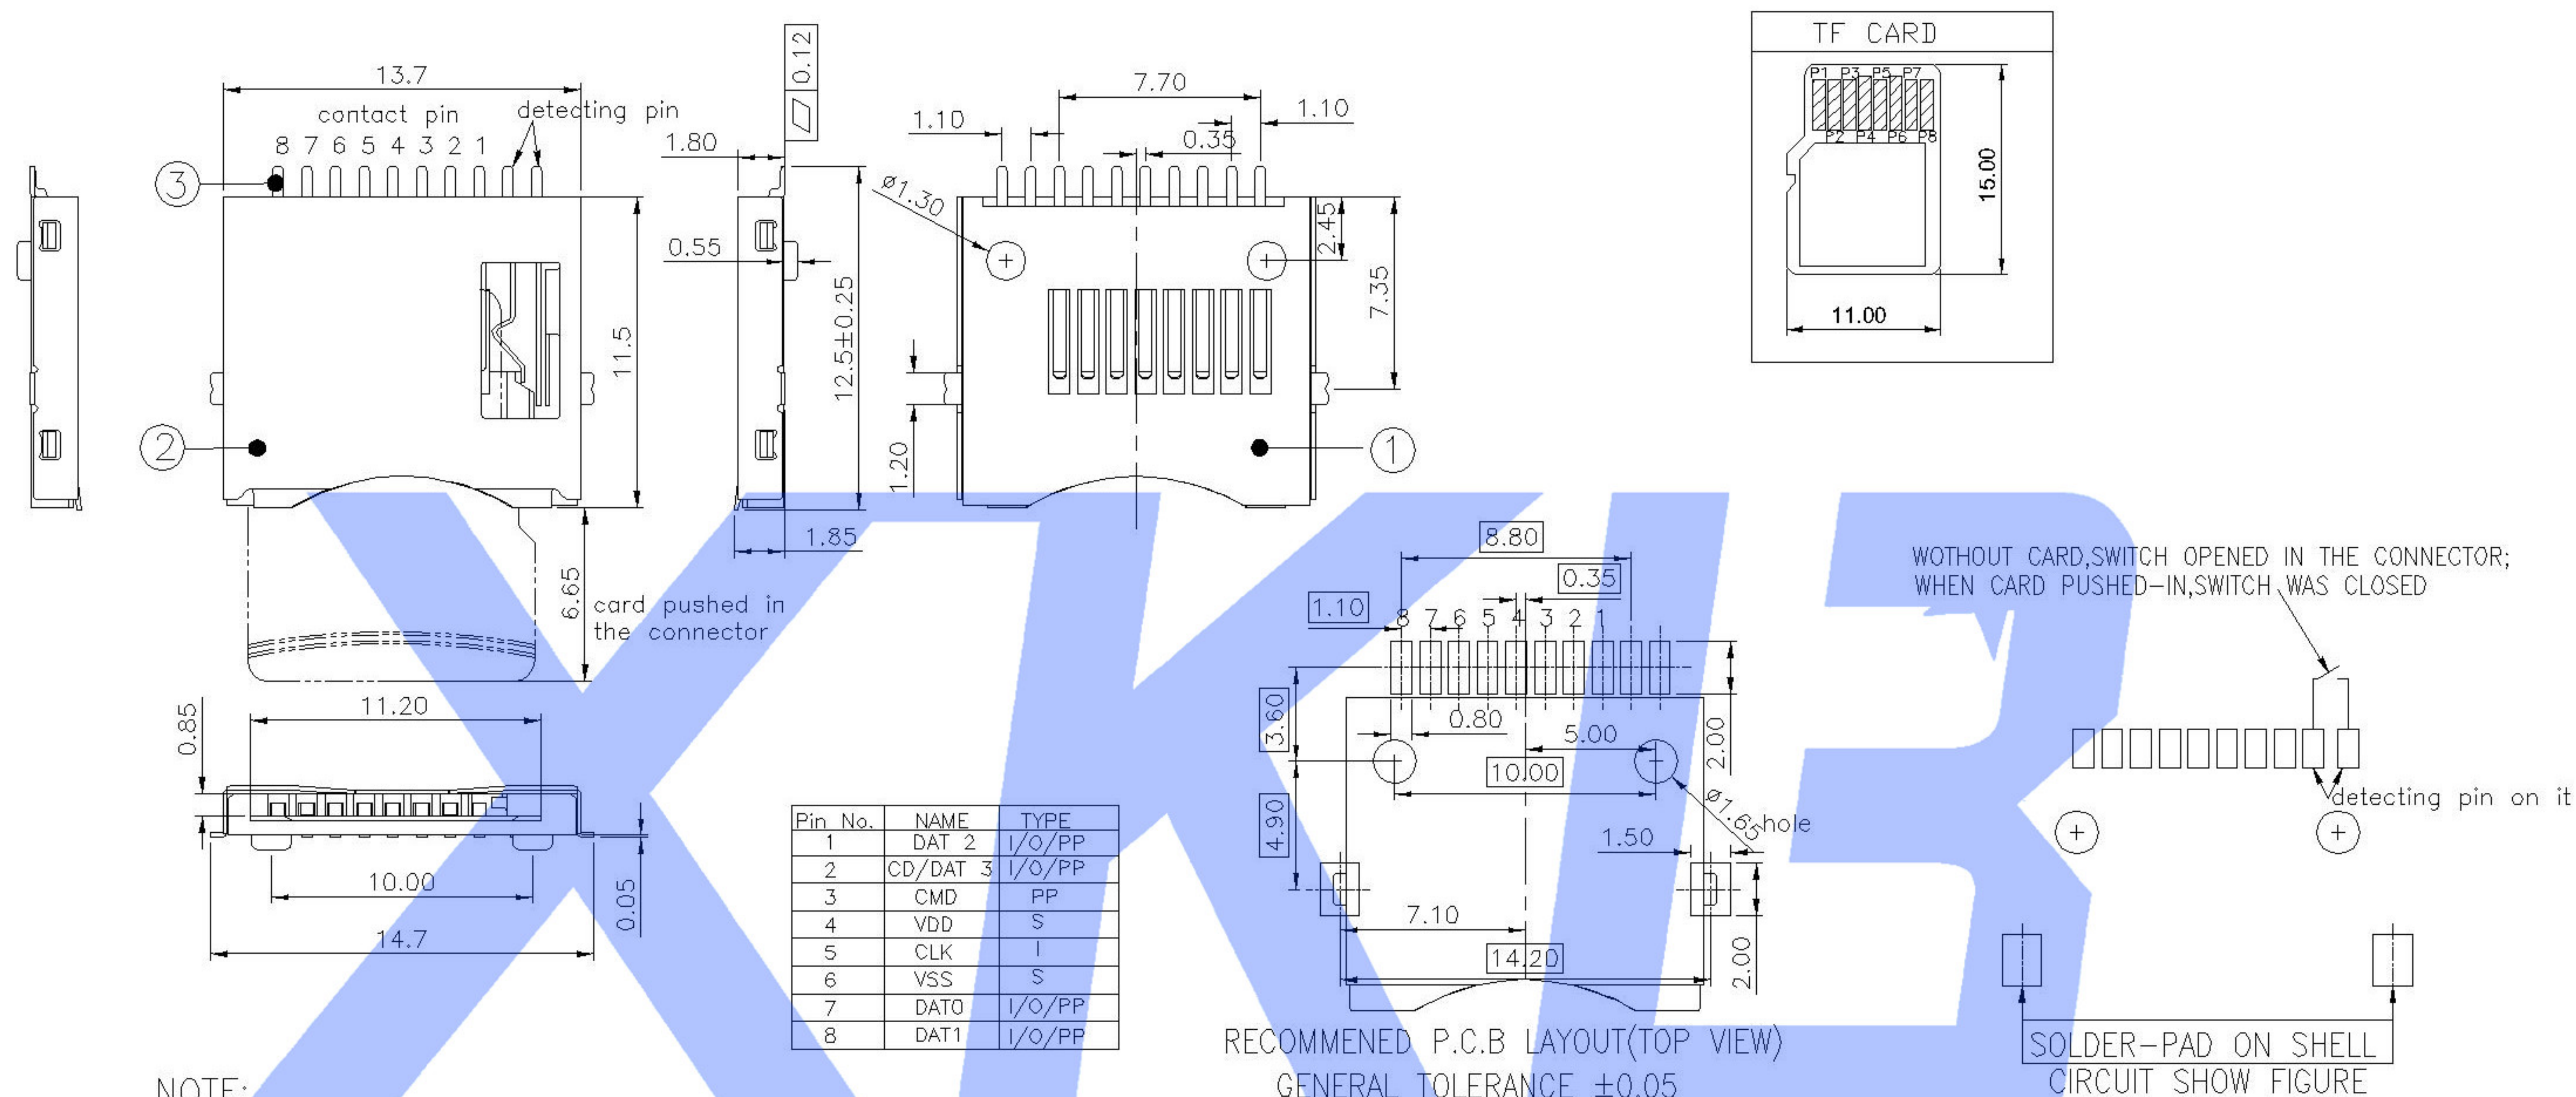 13.7
contact pin
detecting pin
8 7 6 5 4 3 2 1
3
2
11.5
6.65
card pushed in
the connector
0.12
1.80
0.55
12.5±0.25
1.85
7.70
1.10
1.10
0.35
ø1.30
2.45
7.35
1.20
1
TF CARD
P1 P3 P5 P7
P2 P4 P6 P8
15.00
11.00
0.85
11.20
10.00
0.05
14.7
Pin No. NAME TYPE
1 DAT 2 I/O/PP
2 CD/DAT 3 I/O/PP
3 CMD PP
4 VDD S
5 CLK I
6 VSS S
7 DAT0 I/O/PP
8 DAT1 I/O/PP
8.80
0.35
1.10
8 7 6 5 4 3 2 1
3.60
0.80
5.00
2.00
10.00
4.90
ø1.65 hole
1.50
7.10
14.20
2.00
RECOMMENED P.C.B LAYOUT(TOP VIEW)
GENERAL TOLERANCE ±0.05
WOTHOUT CARD,SWITCH OPENED IN THE CONNECTOR;
WHEN CARD PUSHED-IN,SWITCH WAS CLOSED
detecting pin on it
SOLDER-PAD ON SHELL
CIRCUIT SHOW FIGURE
NOTE:
XKB